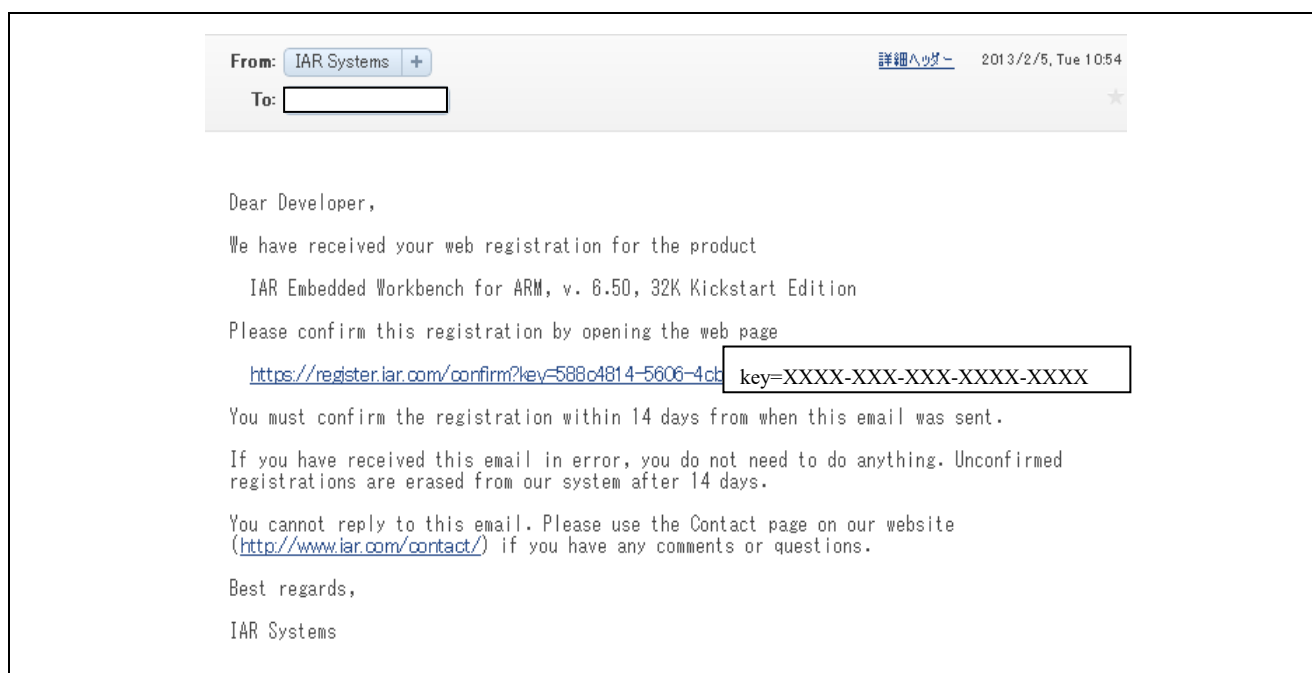 From: IAR Systems + 詳細ヘッダー 2013/2/5, Tue 10:54
To:
Dear Developer,
We have received your web registration for the product
IAR Embedded Workbench for ARM, v. 6.50, 32K Kickstart Edition
Please confirm this registration by opening the web page
https://register.iar.com/confirm?key=588c4814-5606-4cb key=XXXX-XXX-XXX-XXXX-XXXX
You must confirm the registration within 14 days from when this email was sent.
If you have received this email in error, you do not need to do anything. Unconfirmed
registrations are erased from our system after 14 days.
You cannot reply to this email. Please use the Contact page on our website
(http://www.iar.com/contact/) if you have any comments or questions.
Best regards,
IAR Systems